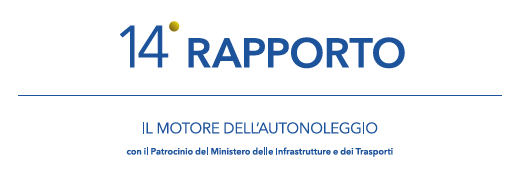 14° RAPPORTO
IL MOTORE DELL'AUTONOLEGGIO
con il Patrocinio del Ministero delle Infrastrutture e dei Trasporti